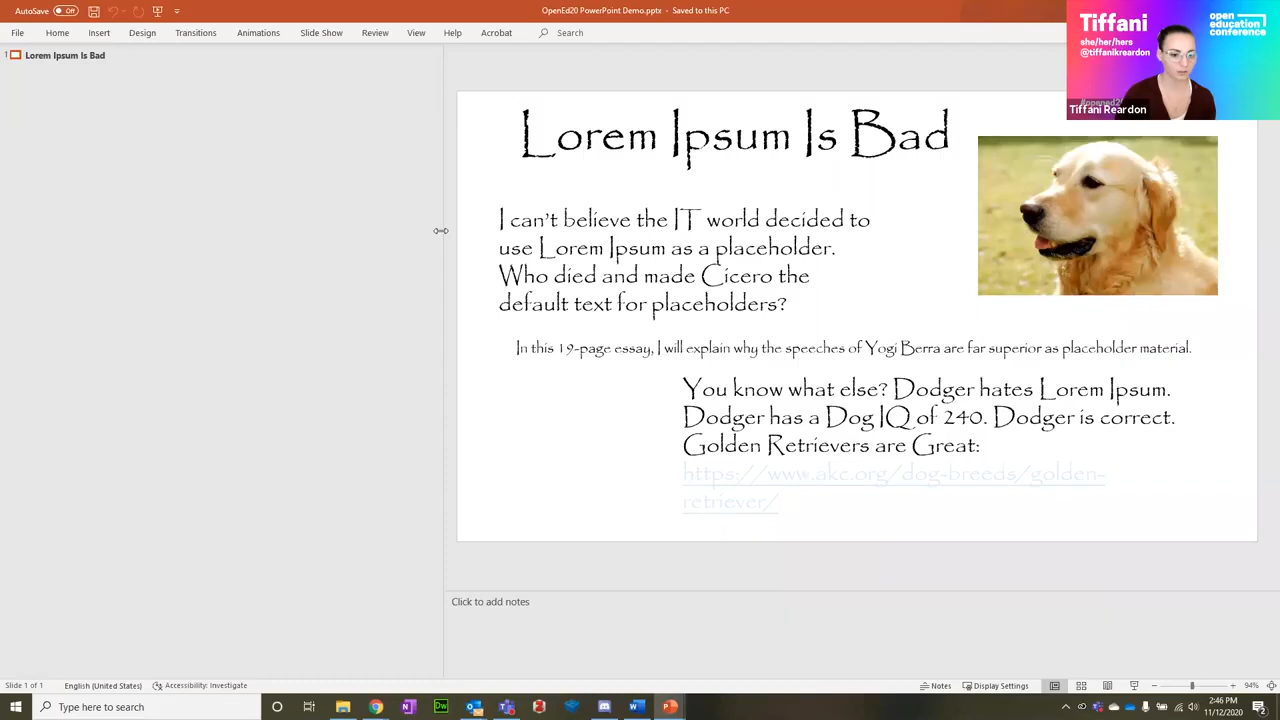 AutoSave Off
OpenEd20 PowerPoint Demo.pptx - Saved to this PC
File Home Insert Design Transitions Animations Slide Show Review View Help Acrobat Search
Tiffani
she/her/hers
@tiffanikreardon
open
education
conference
Tiffani Reardon
1 Lorem Ipsum Is Bad
Lorem Ipsum Is Bad
I can't believe the IT world decided to
use Lorem Ipsum as a placeholder.
Who died and made Cicero the
default text for placeholders?
In this 19-page essay, I will explain why the speeches of Yogi Berra are far superior as placeholder material.
You know what else? Dodger hates Lorem Ipsum.
Dodger has a Dog IQ of 240. Dodger is correct.
Golden Retrievers are Great:
https://www.akc.org/dog-breeds/golden-
retriever/
Click to add notes
Slide 1 of 1 English (United States) Accessibility: Investigate Notes Display Settings 94%
Type here to search
2:46 PM
11/12/2020